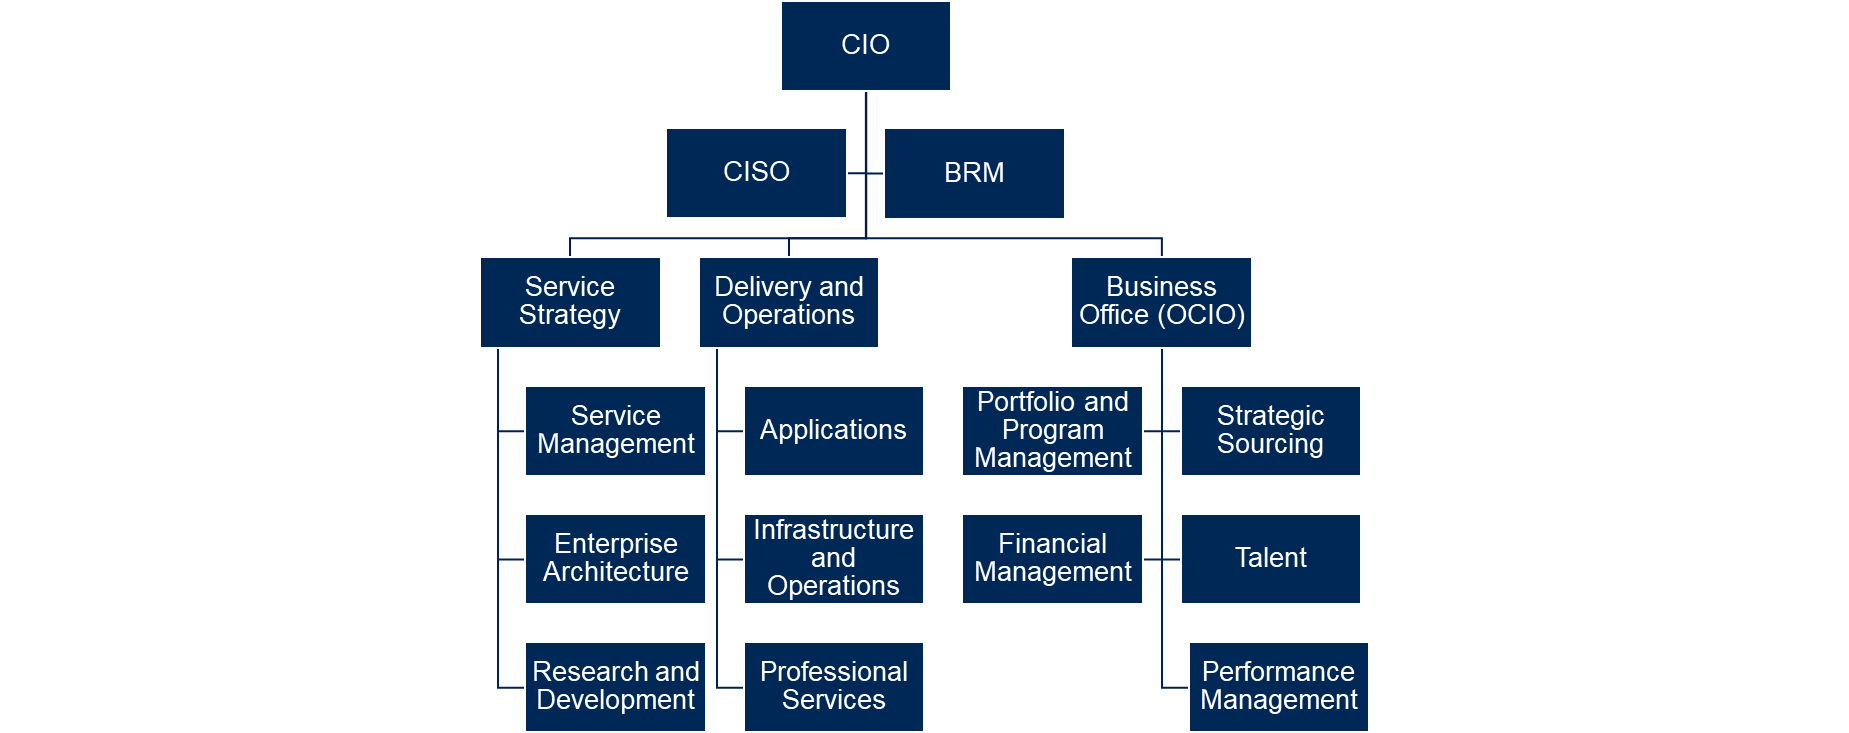 CIO
CISO
BRM
Service
Strategy
Delivery and
Operations
Business
Office (OCIO)
Service
Management
Applications
Portfolio and
Program
Management
Strategic
Sourcing
Enterprise
Architecture
Infrastructure
and
Operations
Financial
Management
Talent
Research and
Development
Professional
Services
Performance
Management